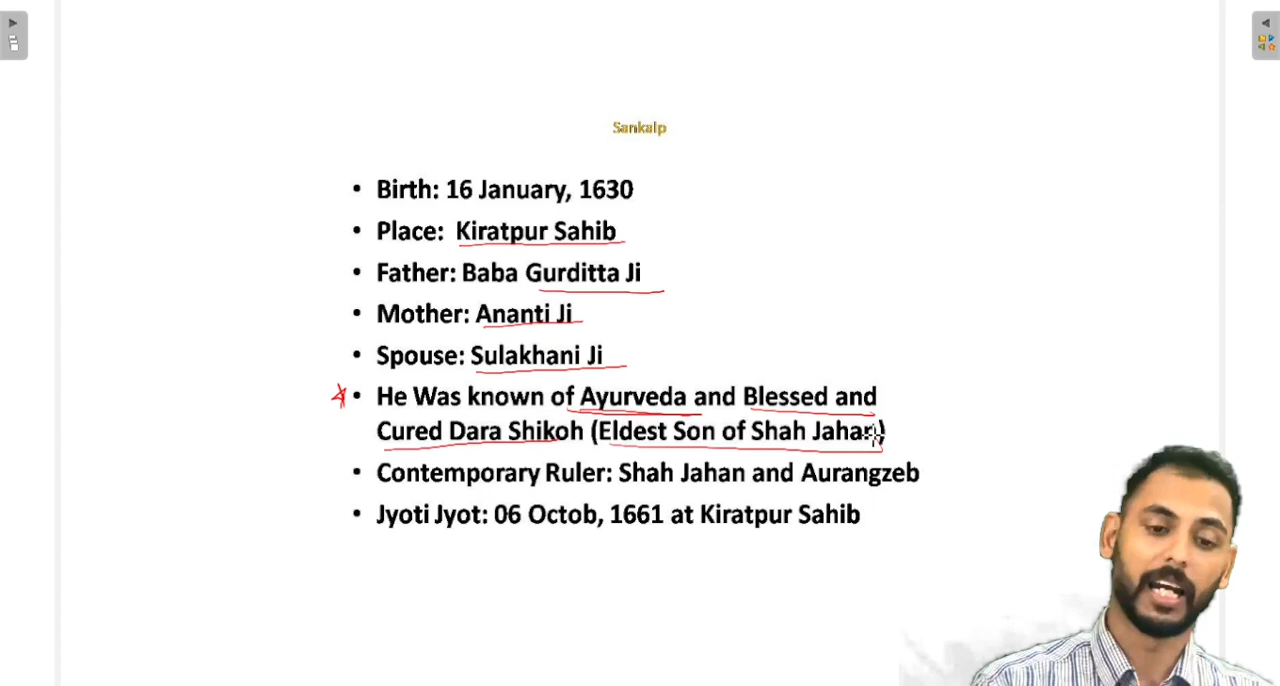 Sankalp
• Birth: 16 January, 1630
• Place: Kiratpur Sahib
• Father: Baba Gurditta Ji
• Mother: Ananti Ji
• Spouse: Sulakhani Ji
• He Was known of Ayurveda and Blessed and
Cured Dara Shikoh (Eldest Son of Shah Jahan)
• Contemporary Ruler: Shah Jahan and Aurangzeb
• Jyoti Jyot: 06 Octob, 1661 at Kiratpur Sahib